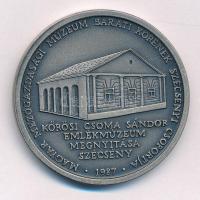 MAGYAR MEZŐGAZDASÁGI MÚZEUM BARÁTI KÖRÉNEK SZÉCSÉNYI CSOPORTJA
KŐRÖSI CSOMA SÁNDOR
EMLÉKMÚZEUM
MEGNYITÁSA
SZÉCSÉNY
· 1987 ·